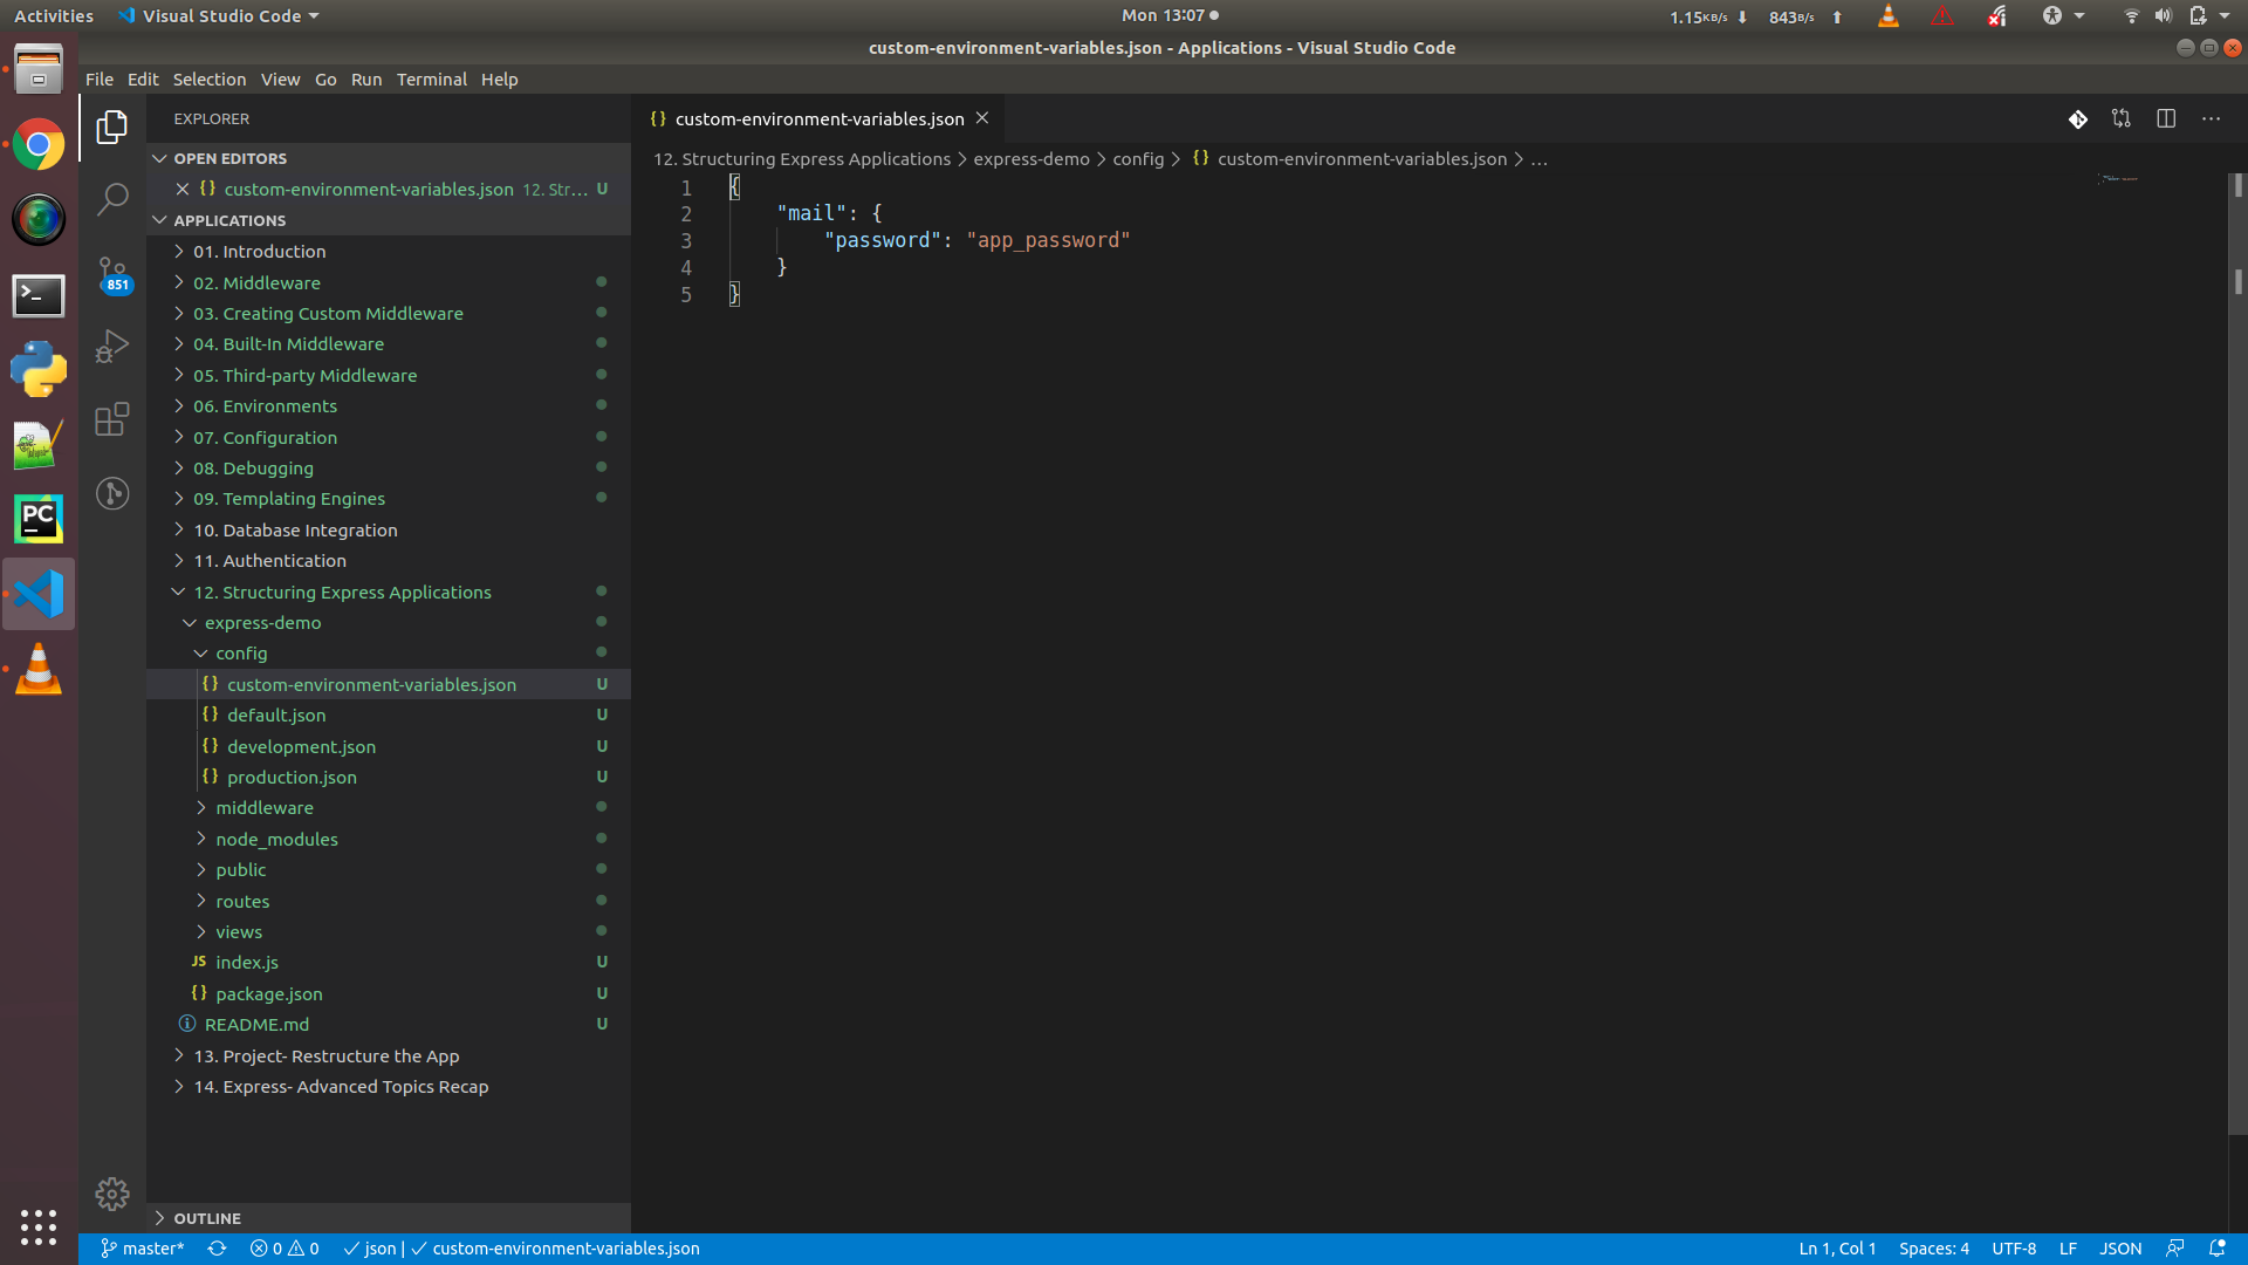 Activities Visual Studio Code Mon 13:07 1.15KB/s 843B/s
custom-environment-variables.json - Applications - Visual Studio Code
File Edit Selection View Go Run Terminal Help
EXPLORER
OPEN EDITORS
custom-environment-variables.json 12. Str... U
APPLICATIONS
01. Introduction
02. Middleware
03. Creating Custom Middleware
04. Built-In Middleware
05. Third-party Middleware
06. Environments
07. Configuration
08. Debugging
09. Templating Engines
10. Database Integration
11. Authentication
12. Structuring Express Applications
express-demo
config
{} custom-environment-variables.json U
{} default.json U
{} development.json U
{} production.json U
middleware
node_modules
public
routes
views
JS index.js U
{} package.json U
README.md U
13. Project- Restructure the App
14. Express- Advanced Topics Recap
OUTLINE
851
PC
{} custom-environment-variables.json
12. Structuring Express Applications > express-demo > config > {} custom-environment-variables.json > ...
1 {
2 "mail": {
3 "password": "app_password"
4 }
5 }
master* 0 0 json | custom-environment-variables.json Ln 1, Col 1 Spaces: 4 UTF-8 LF JSON